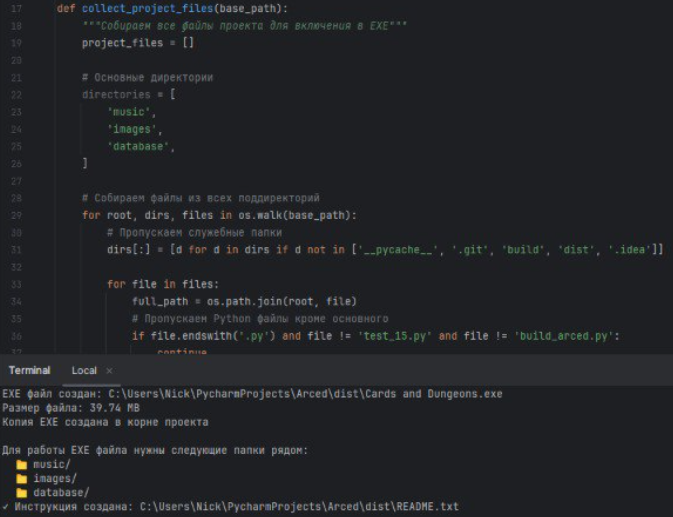 17 def collect_project_files(base_path):
18 """Собираем все файлы проекта для включения в EXE"""
19 project_files = []
20
21 # Основные директории
22 directories = [
23 'music',
24 'images',
25 'database',
26 ]
27
28 # Собираем файлы из всех поддиректорий
29 for root, dirs, files in os.walk(base_path):
30 # Пропускаем служебные папки
31 dirs[:] = [d for d in dirs if d not in ['__pycache__', '.git', 'build', 'dist', '.idea']]
32
33 for file in files:
34 full_path = os.path.join(root, file)
35 # Пропускаем Python файлы кроме основного
36 if file.endswith('.py') and file != 'test_15.py' and file != 'build_arced.py':
37 continue
Terminal Local ×
EXE файл создан: C:\Users\Nick\PycharmProjects\Arced\dist\Cards and Dungeons.exe
Размер файла: 39.74 MB
Копия EXE создана в корне проекта
Для работы EXE файла нужны следующие папки рядом:
music/
images/
database/
✓ Инструкция создана: C:\Users\Nick\PycharmProjects\Arced\dist\README.txt